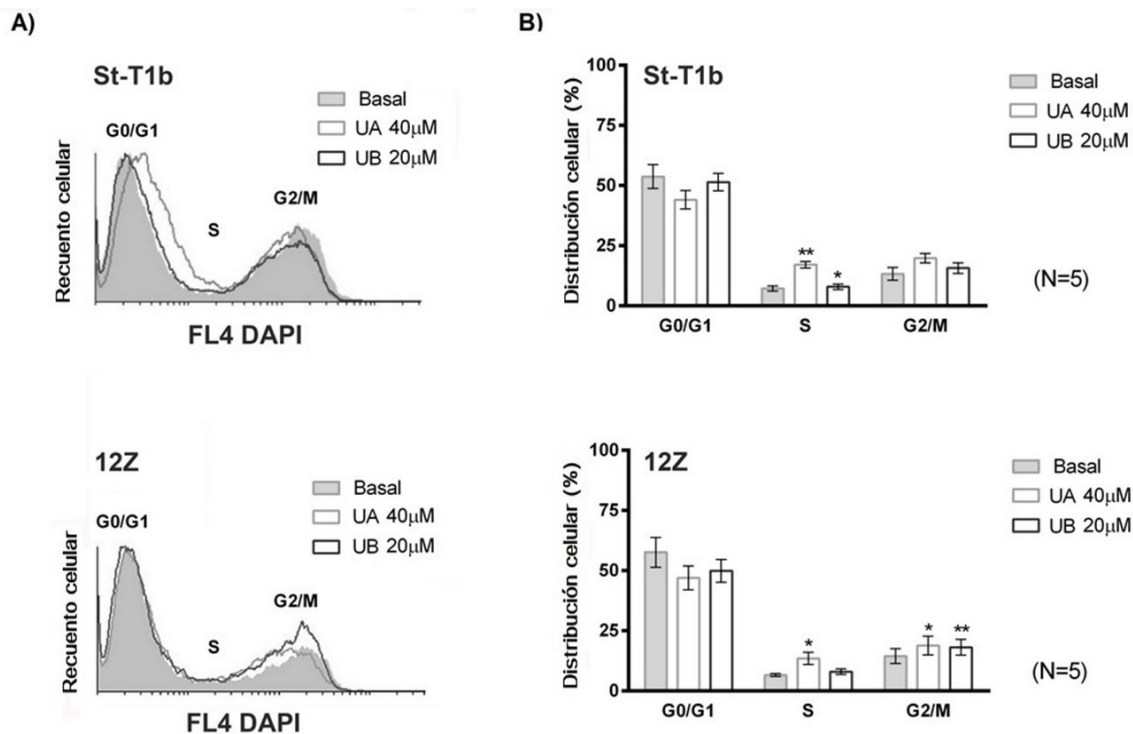 A)
St-T1b
Basal
UA 40μM
UB 20μM
G0/G1
S
G2/M
Recuento celular
FL4 DAPI
12Z
Basal
UA 40μM
UB 20μM
G0/G1
S
G2/M
Recuento celular
FL4 DAPI
B)
St-T1b
Basal
UA 40μM
UB 20μM
Distribución celular (%)
100
75
50
25
0
**
*
G0/G1
S
G2/M
(N=5)
12Z
Basal
UA 40μM
UB 20μM
Distribución celular (%)
100
75
50
25
0
*
*
**
G0/G1
S
G2/M
(N=5)